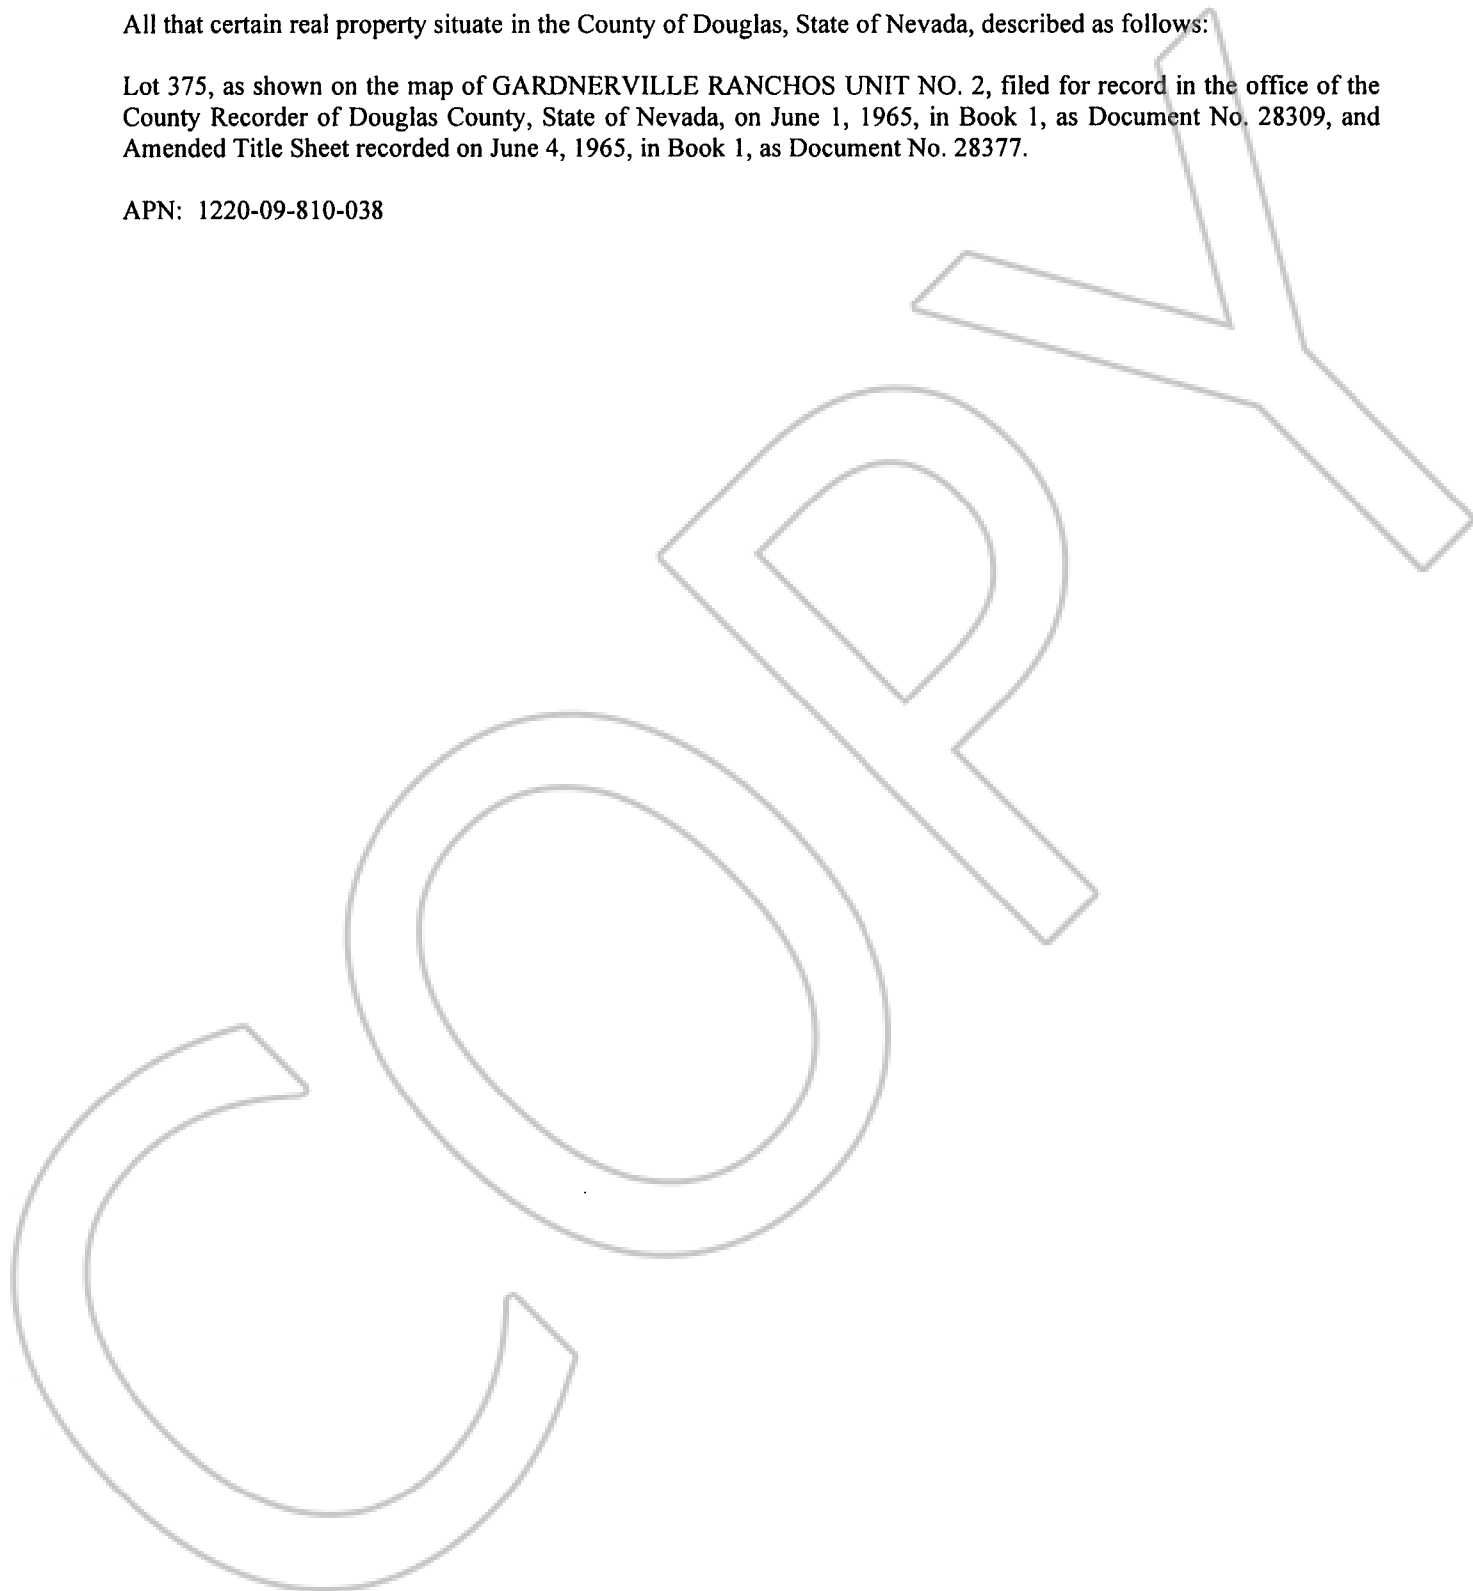 All that certain real property situate in the County of Douglas, State of Nevada, described as follows:
Lot 375, as shown on the map of GARDNERVILLE RANCHOS UNIT NO. 2, filed for record in the office of the
County Recorder of Douglas County, State of Nevada, on June 1, 1965, in Book 1, as Document No. 28309, and
Amended Title Sheet recorded on June 4, 1965, in Book 1, as Document No. 28377.
APN: 1220-09-810-038
COPY